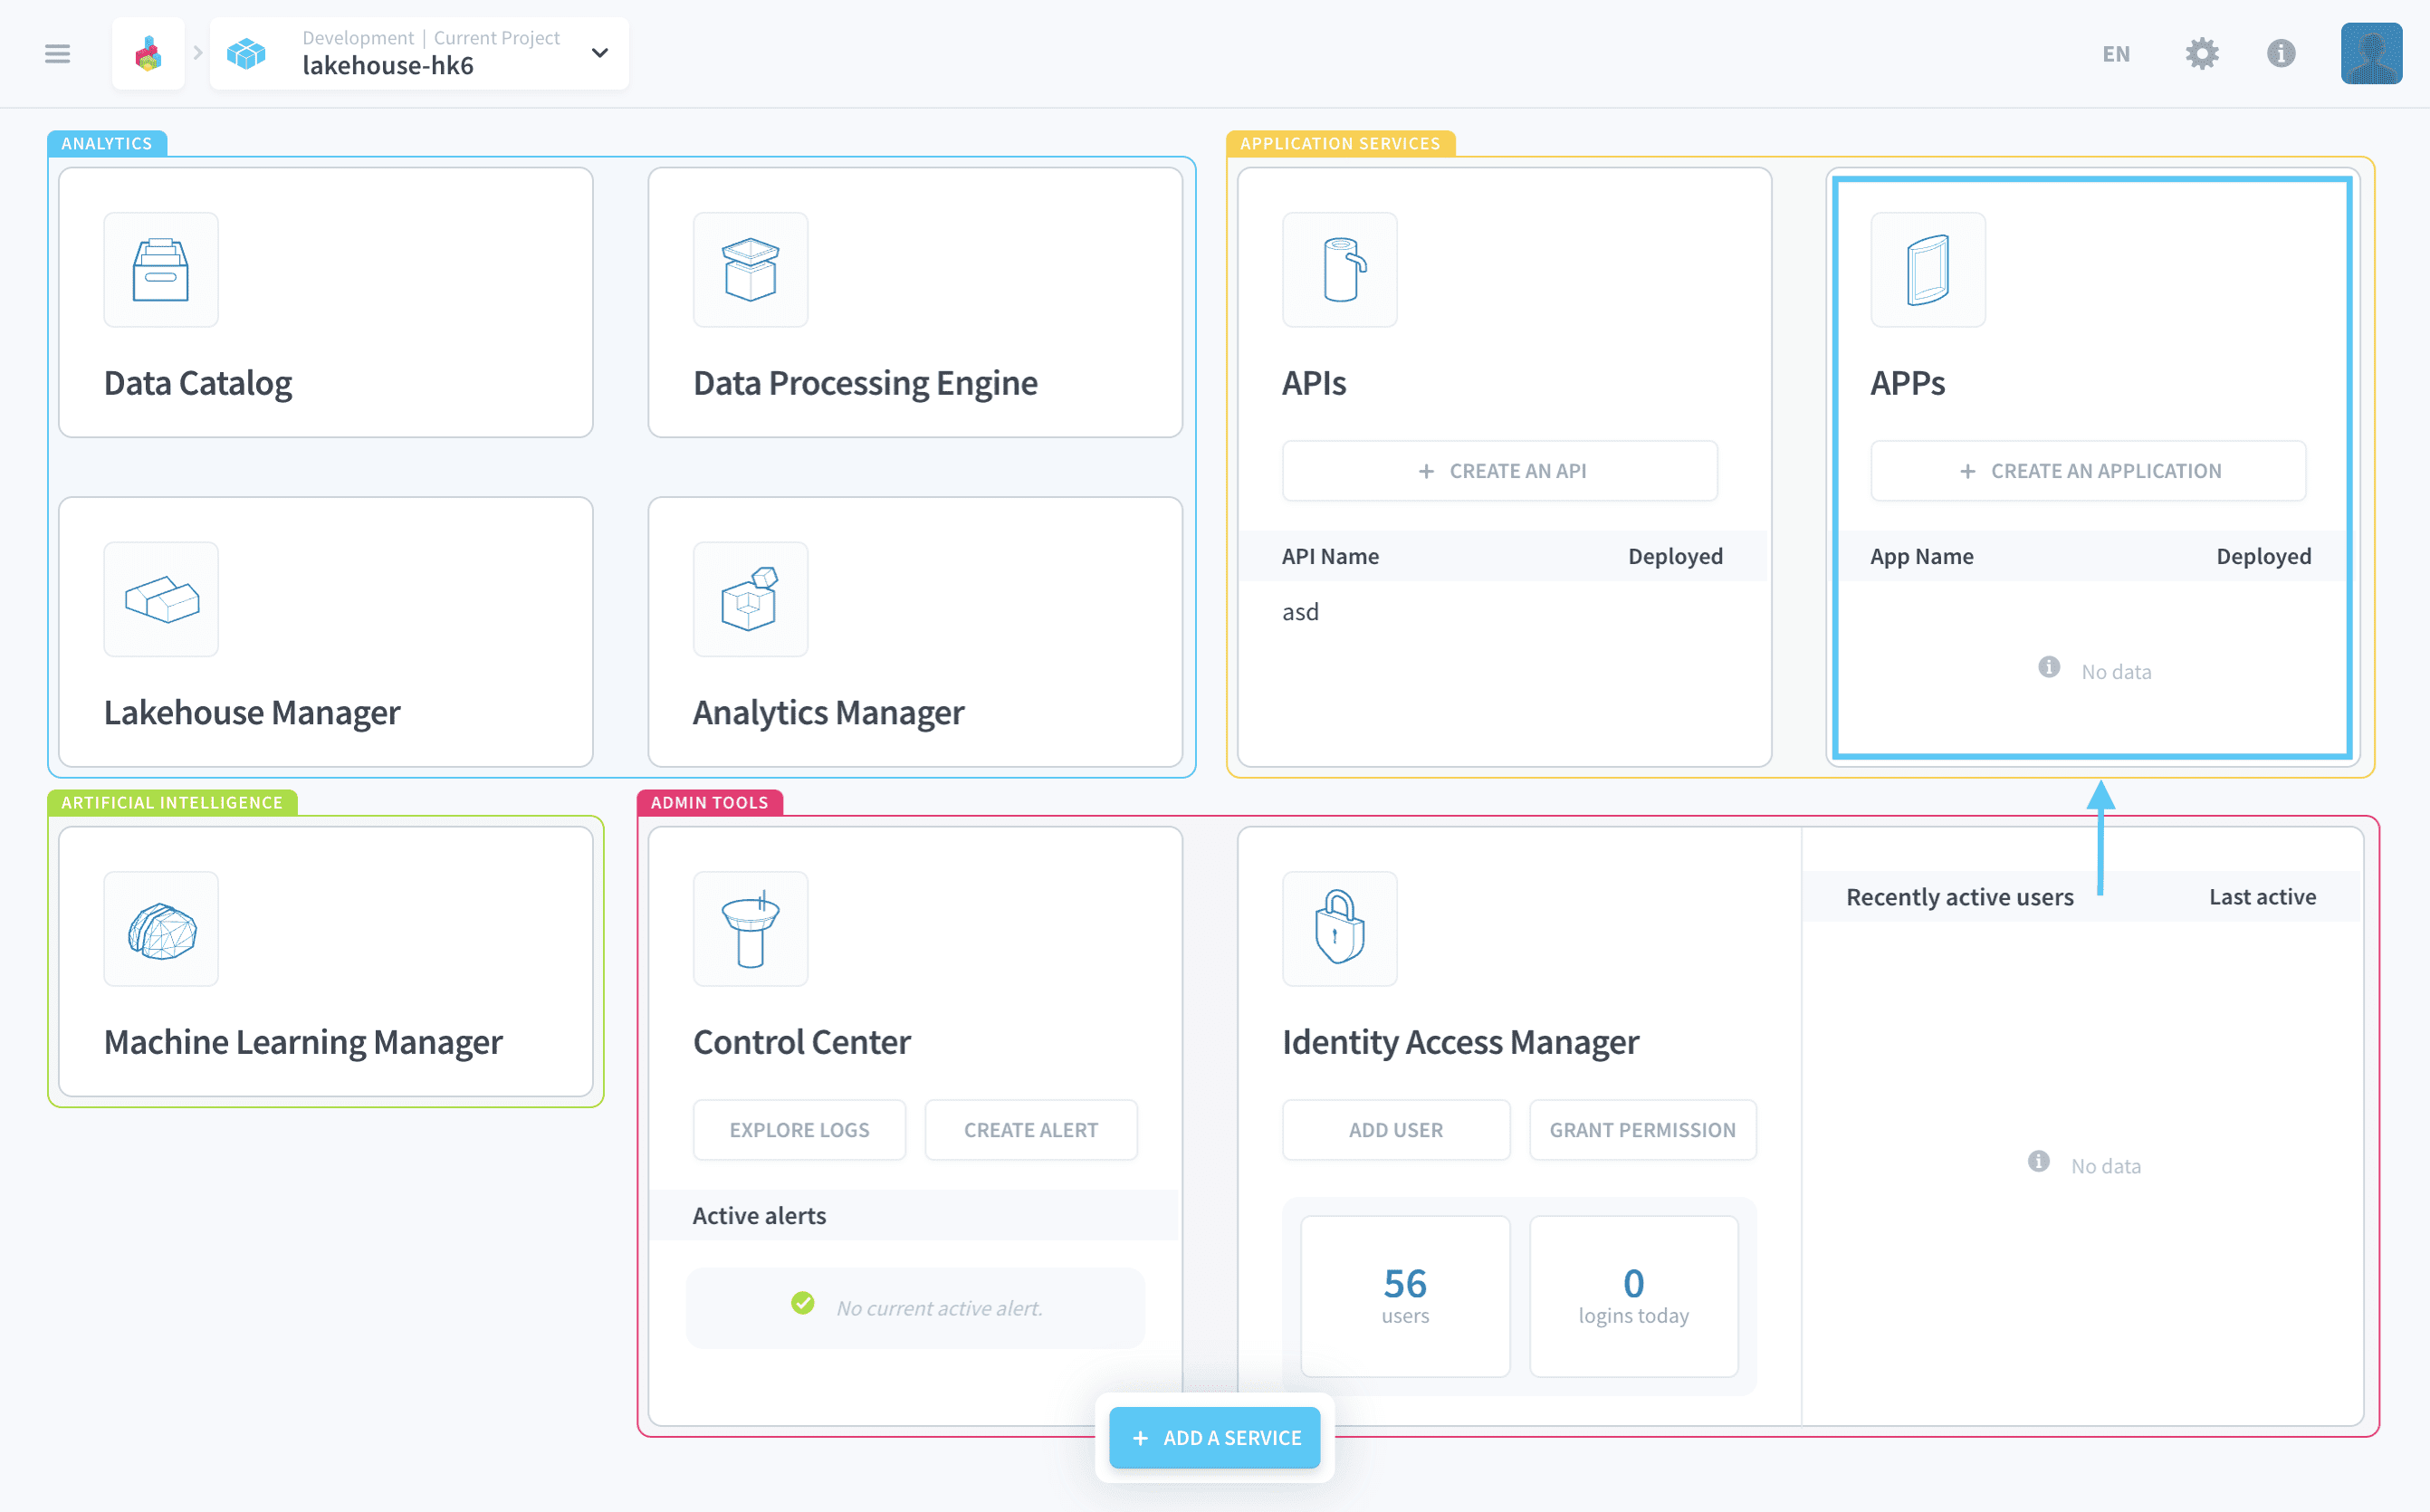 Development | Current Project
lakehouse-hk6
EN
ANALYTICS
Data Catalog
Data Processing Engine
Lakehouse Manager
Analytics Manager
APPLICATION SERVICES
APIs
+ CREATE AN API
API Name Deployed
asd
APPs
+ CREATE AN APPLICATION
App Name Deployed
No data
ARTIFICIAL INTELLIGENCE
Machine Learning Manager
ADMIN TOOLS
Control Center
EXPLORE LOGS CREATE ALERT
Active alerts
No current active alert.
Identity Access Manager
ADD USER GRANT PERMISSION
56
users
0
logins today
Recently active users Last active
No data
+ ADD A SERVICE